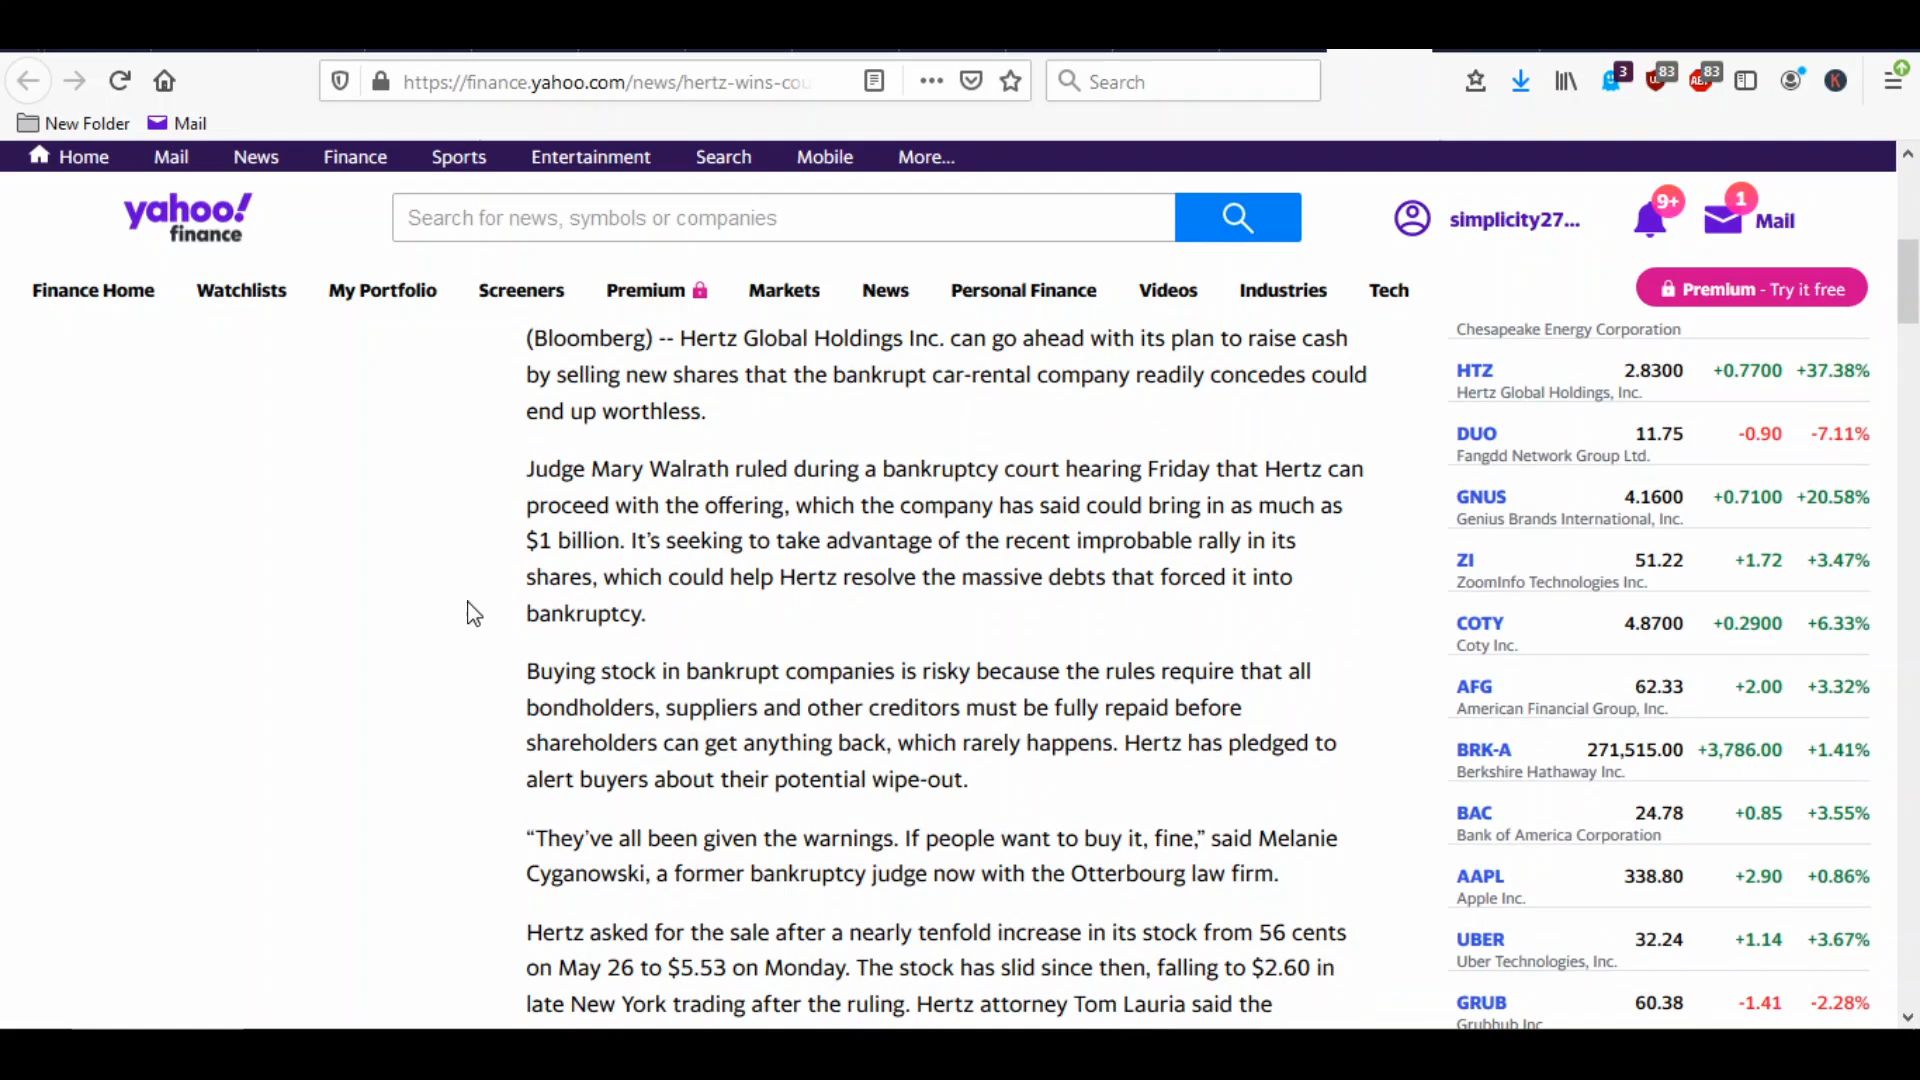 https://finance.yahoo.com/news/hertz-wins-cou
Search
3
83
83
K
New Folder
Mail
Home
Mail
News
Finance
Sports
Entertainment
Search
Mobile
More...
yahoo!
finance
Search for news, symbols or companies
simplicity27...
9+
1
Mail
Finance Home
Watchlists
My Portfolio
Screeners
Premium
Markets
News
Personal Finance
Videos
Industries
Tech
Premium - Try it free
(Bloomberg) -- Hertz Global Holdings Inc. can go ahead with its plan to raise cash
by selling new shares that the bankrupt car-rental company readily concedes could
end up worthless.
Judge Mary Walrath ruled during a bankruptcy court hearing Friday that Hertz can
proceed with the offering, which the company has said could bring in as much as
$1 billion. It’s seeking to take advantage of the recent improbable rally in its
shares, which could help Hertz resolve the massive debts that forced it into
bankruptcy.
Buying stock in bankrupt companies is risky because the rules require that all
bondholders, suppliers and other creditors must be fully repaid before
shareholders can get anything back, which rarely happens. Hertz has pledged to
alert buyers about their potential wipe-out.
“They’ve all been given the warnings. If people want to buy it, fine,” said Melanie
Cyganowski, a former bankruptcy judge now with the Otterbourg law firm.
Hertz asked for the sale after a nearly tenfold increase in its stock from 56 cents
on May 26 to $5.53 on Monday. The stock has slid since then, falling to $2.60 in
late New York trading after the ruling. Hertz attorney Tom Lauria said the
Chesapeake Energy Corporation
HTZ 2.8300 +0.7700 +37.38%
Hertz Global Holdings, Inc.
DUO 11.75 -0.90 -7.11%
Fangdd Network Group Ltd.
GNUS 4.1600 +0.7100 +20.58%
Genius Brands International, Inc.
ZI 51.22 +1.72 +3.47%
ZoomInfo Technologies Inc.
COTY 4.8700 +0.2900 +6.33%
Coty Inc.
AFG 62.33 +2.00 +3.32%
American Financial Group, Inc.
BRK-A 271,515.00 +3,786.00 +1.41%
Berkshire Hathaway Inc.
BAC 24.78 +0.85 +3.55%
Bank of America Corporation
AAPL 338.80 +2.90 +0.86%
Apple Inc.
UBER 32.24 +1.14 +3.67%
Uber Technologies, Inc.
GRUB 60.38 -1.41 -2.28%
Grubhub Inc